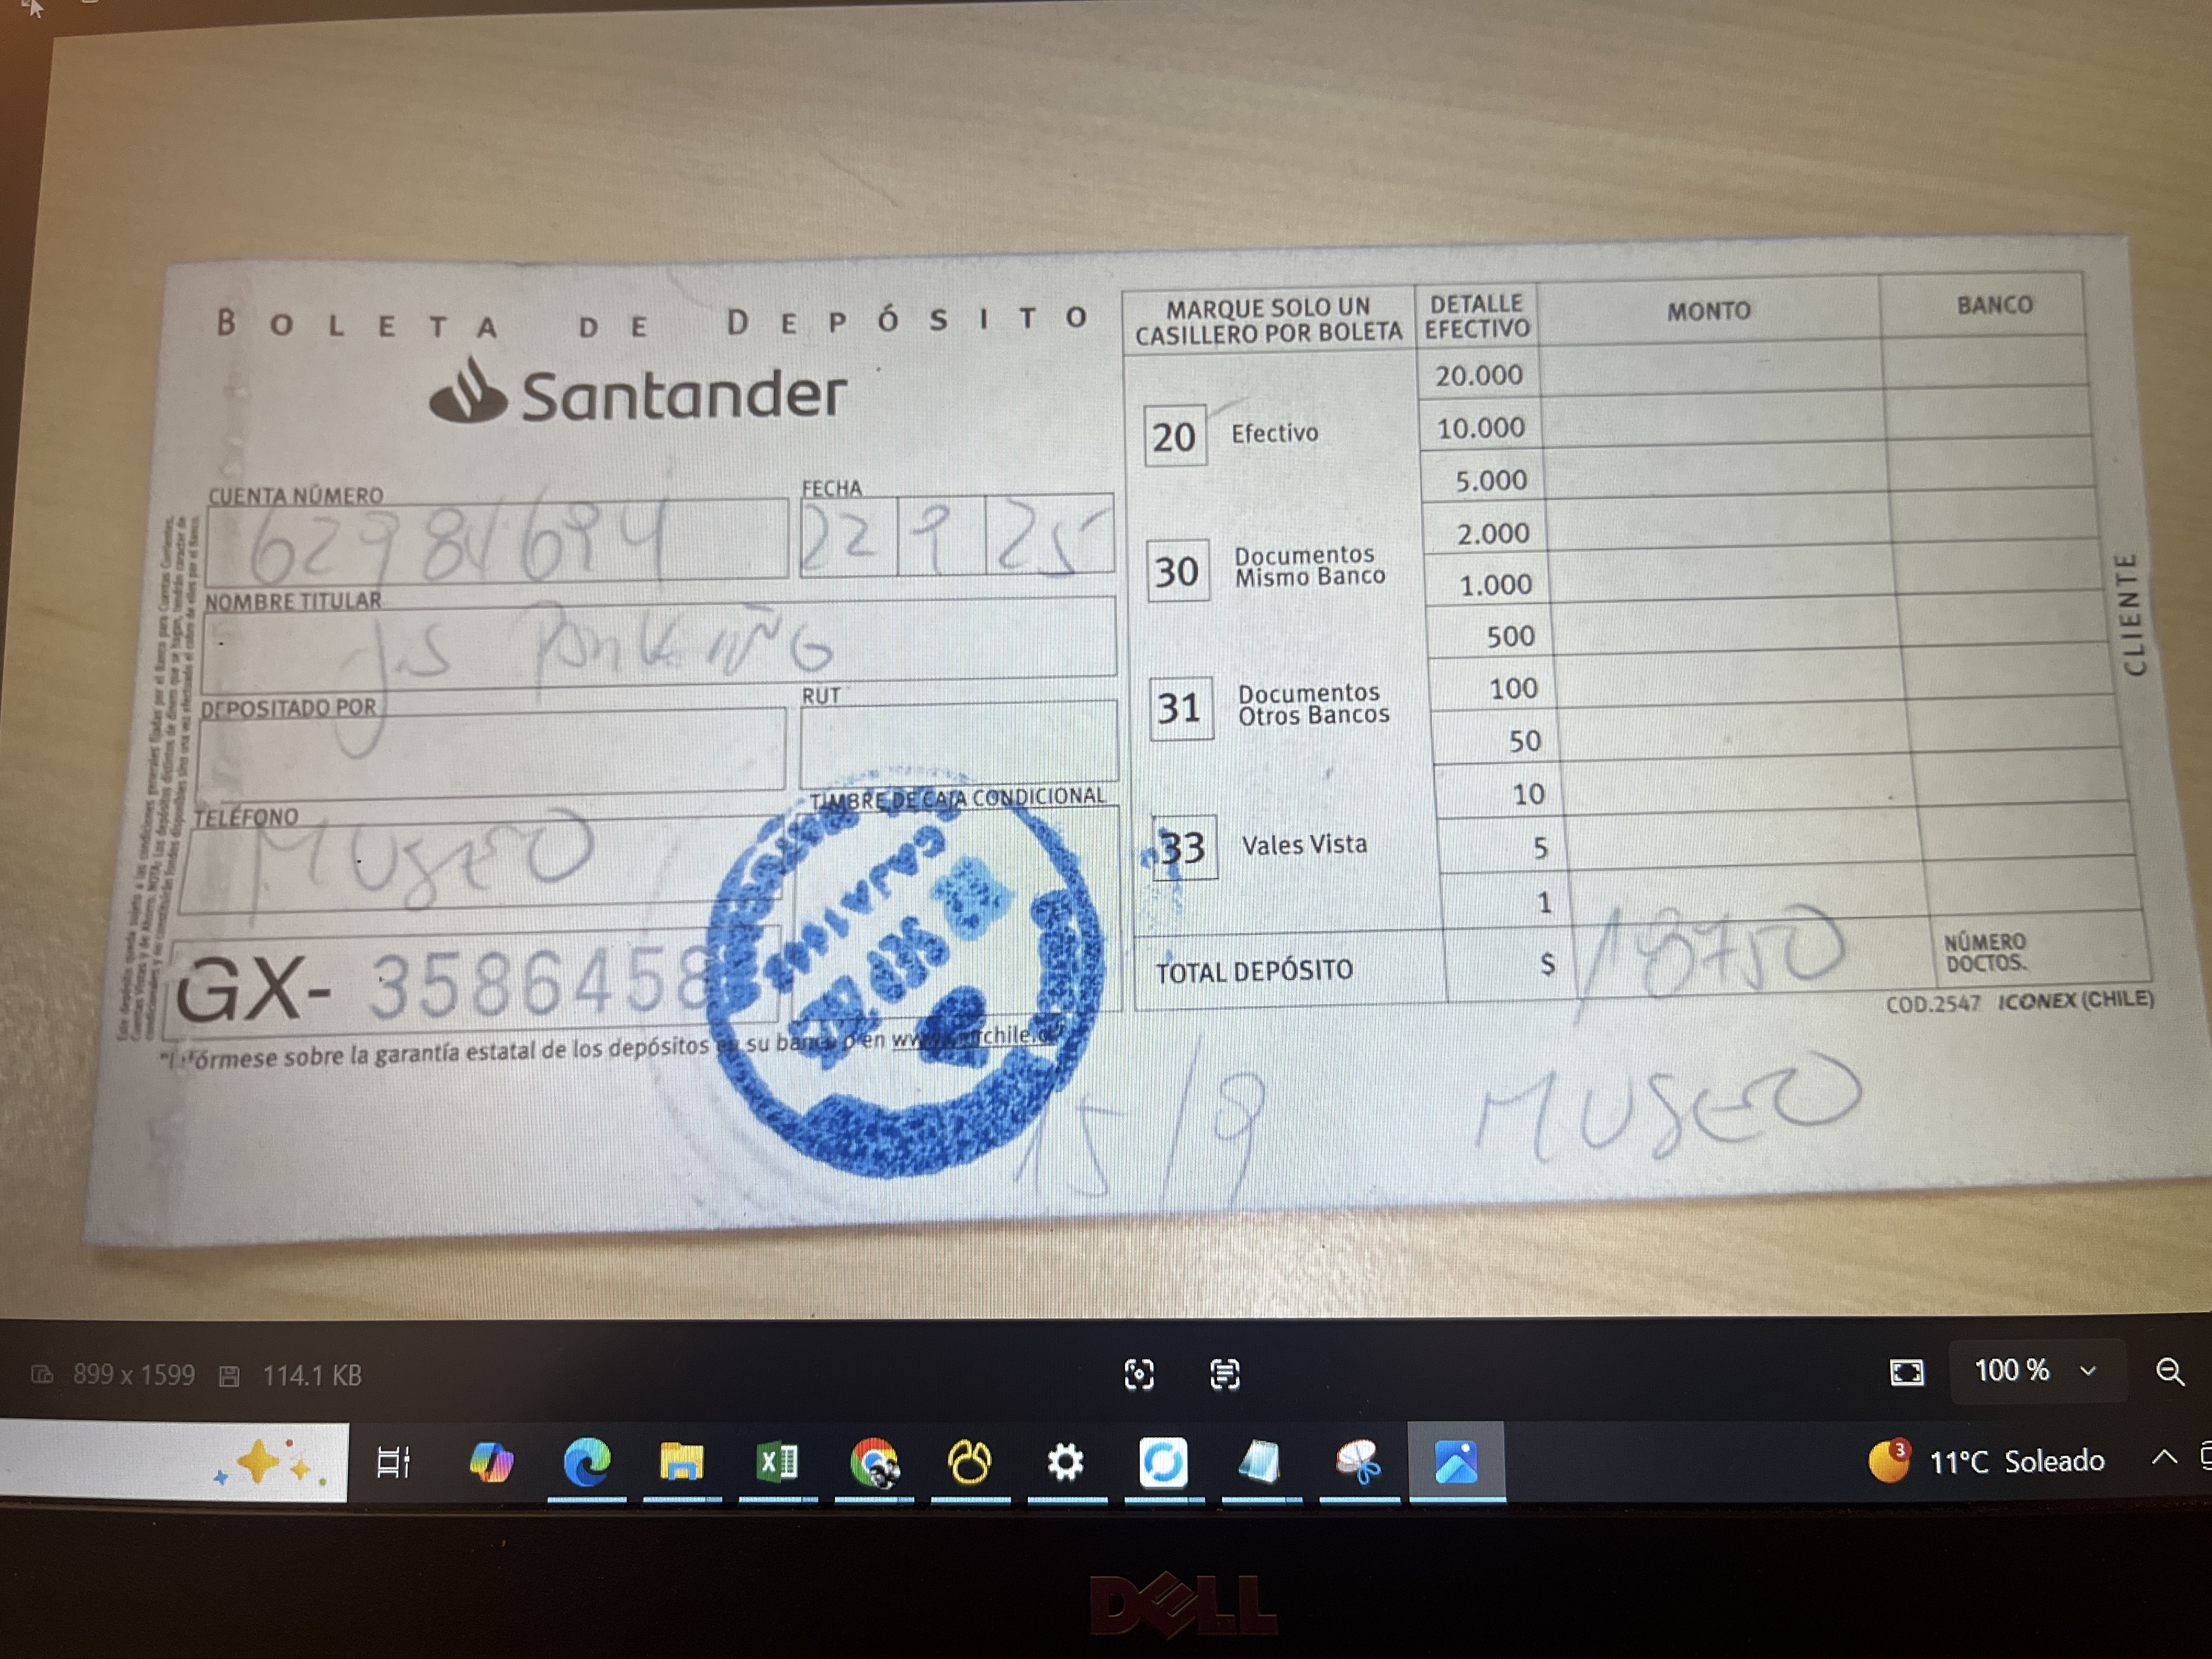 BOLETA DE DEPÓSITO
Santander
CUENTA NÚMERO
62981694
FECHA
22 9 25
NOMBRE TITULAR
JS PARKING
DEPOSITADO POR
RUT
TELÉFONO
MUSEO
TIMBRE DE CAJA CONDICIONAL
GX- 3586458
órmese sobre la garantía estatal de los depósitos en su banco o en
MARQUE SOLO UN CASILLERO POR BOLETA
20 Efectivo
30 Documentos Mismo Banco
31 Documentos Otros Bancos
33 Vales Vista
DETALLE EFECTIVO
MONTO
BANCO
20.000
10.000
5.000
2.000
1.000
500
100
50
10
5
1
TOTAL DEPÓSITO $ 18750
NÚMERO DOCTOS.
COD.2547 ICONEX (CHILE)
CLIENTE
15/9 MUSEO
899 x 1599 114.1 KB
100 %
3
11°C Soleado
DELL